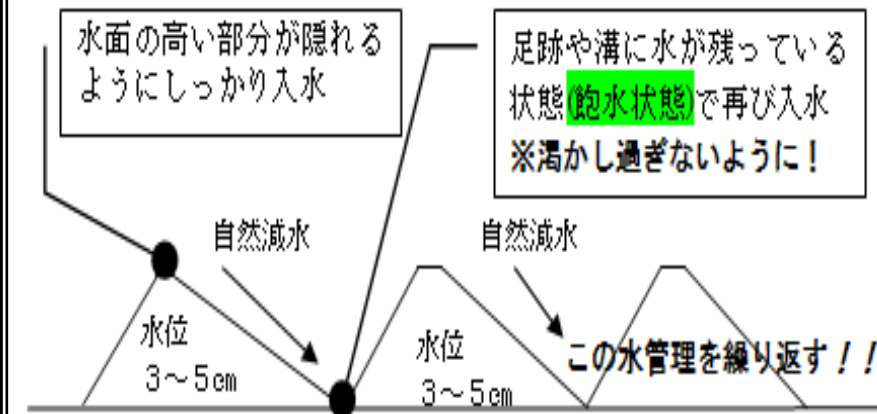 水面の高い部分が隠れる
ようにしっかり入水
足跡や溝に水が残っている
状態(飽水状態)で再び入水
※渇かし過ぎないように！
自然減水
自然減水
水位
3～5cm
水位
3～5cm
この水管理を繰り返す！！